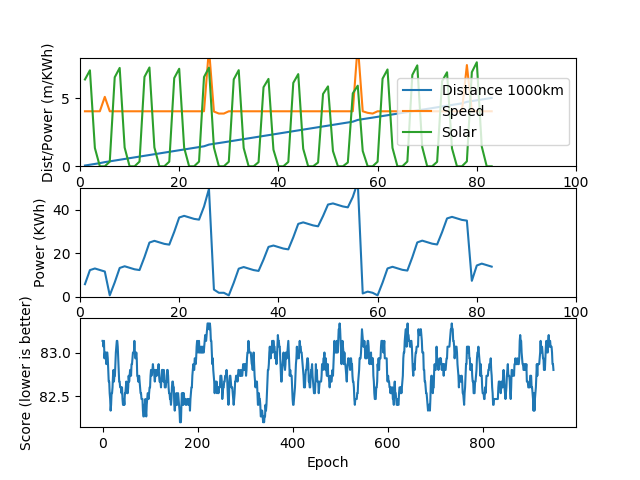 Dist/Power (m/KWh)
5
0
Distance 1000km
Speed
Solar
0 20 40 60 80 100
Power (KWh)
40
20
0
0 20 40 60 80 100
Score (lower is better)
83.0
82.5
0 200 400 600 800
Epoch